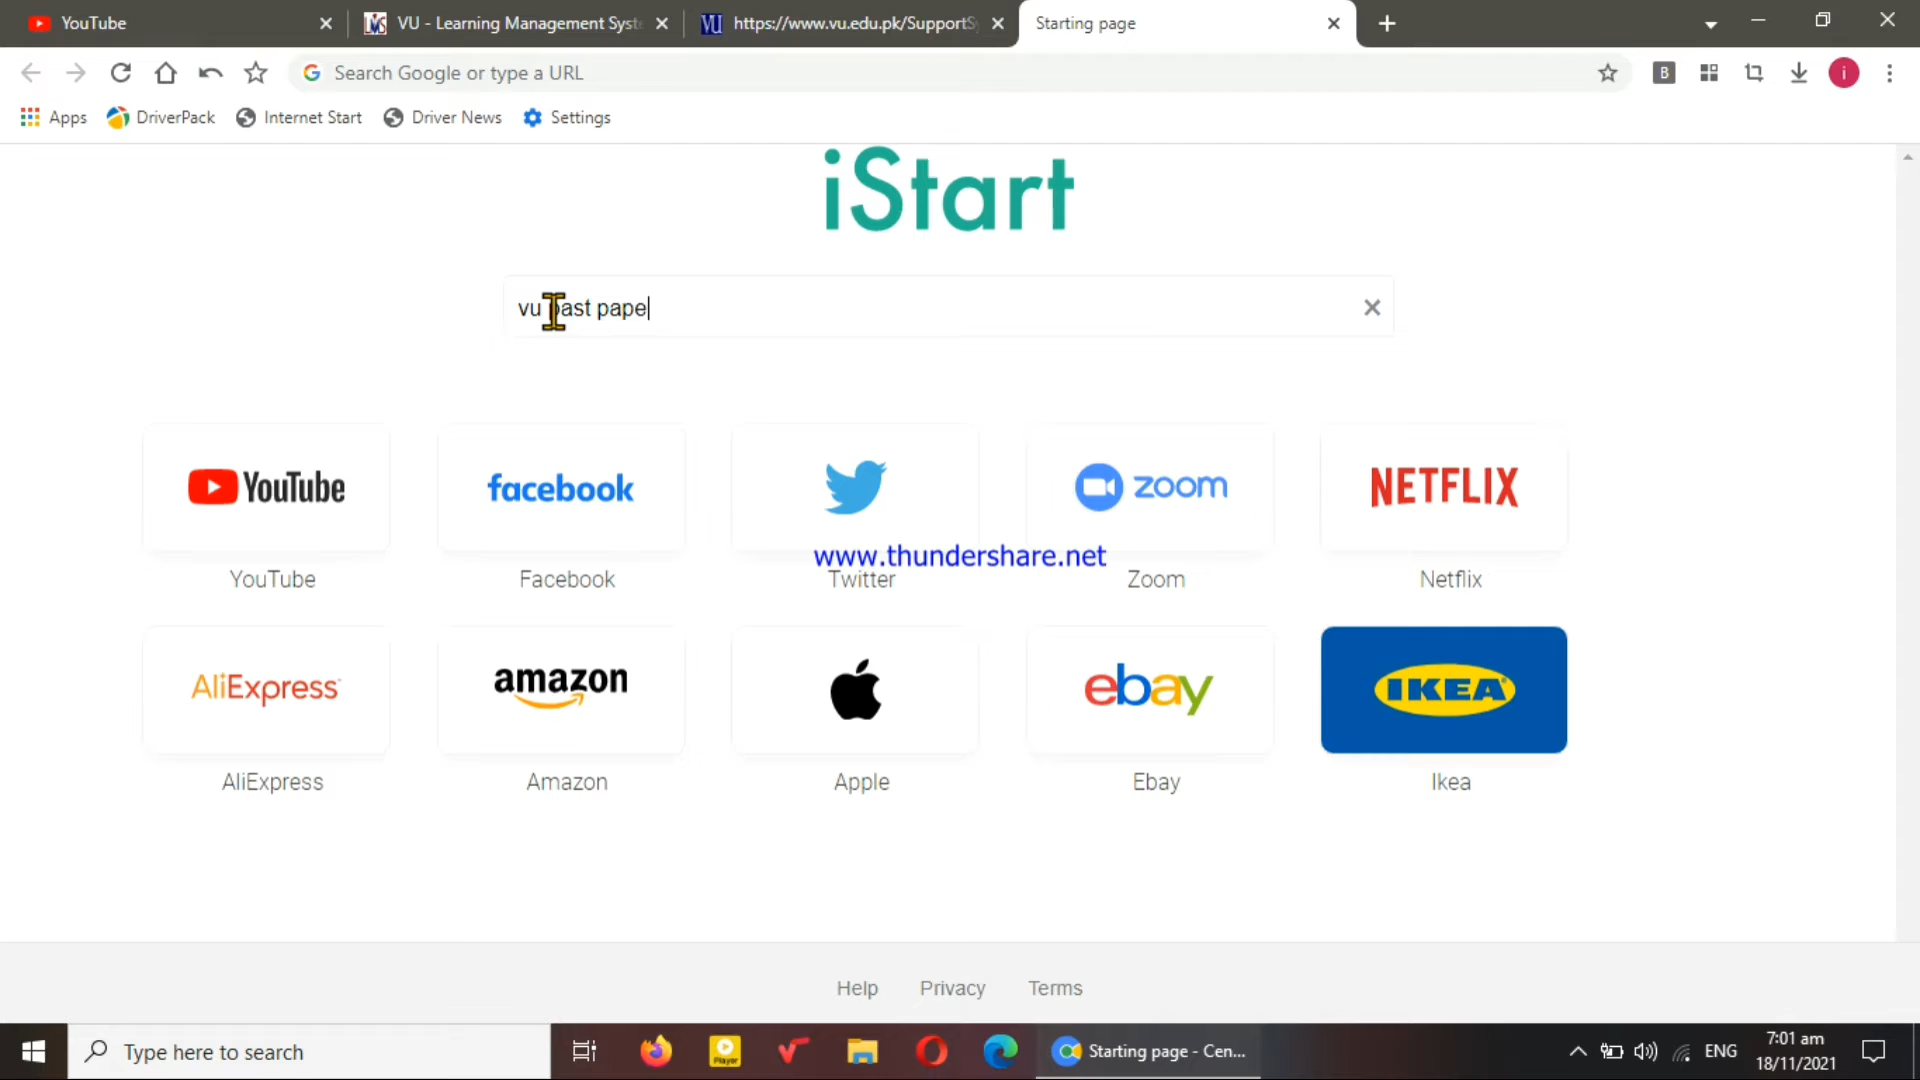 YouTube
VU - Learning Management Syst
https://www.vu.edu.pk/SupportS
Starting page
Search Google or type a URL
B
i
Apps
DriverPack
Internet Start
Driver News
Settings
iStart
vu past pape
YouTube
facebook
zoom
NETFLIX
www.thundershare.net
YouTube
Facebook
Twitter
Zoom
Netflix
AliExpress
amazon
ebay
IKEA
AliExpress
Amazon
Apple
Ebay
Ikea
Help
Privacy
Terms
Type here to search
Player
Starting page - Cen...
ENG
7:01 am
18/11/2021